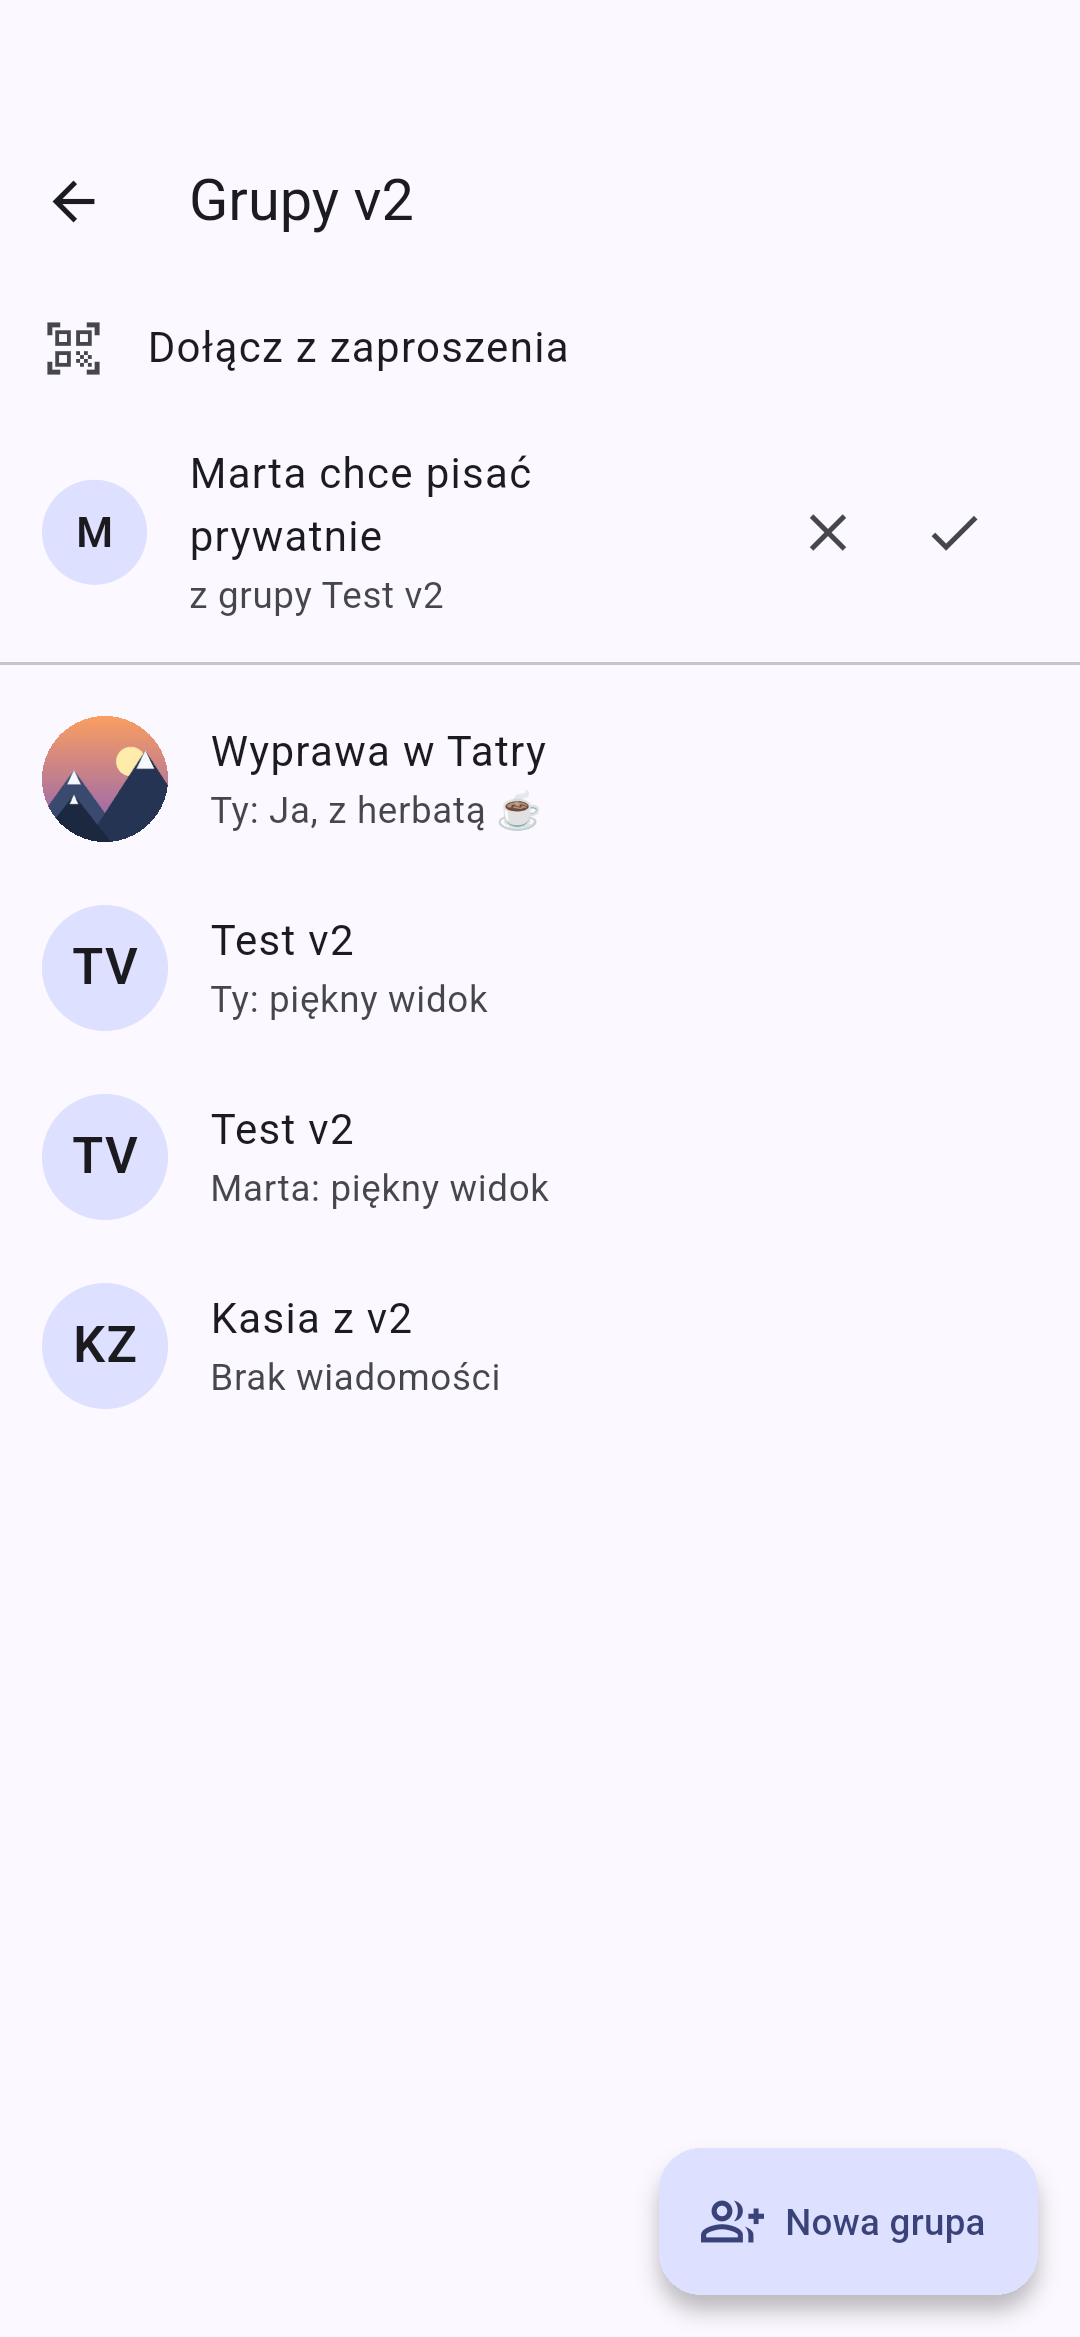 Grupy v2
Dołącz z zaproszenia
M
Marta chce pisać
prywatnie
z grupy Test v2
Wyprawa w Tatry
Ty: Ja, z herbatą ☕
TV
Test v2
Ty: piękny widok
TV
Test v2
Marta: piękny widok
KZ
Kasia z v2
Brak wiadomości
Nowa grupa